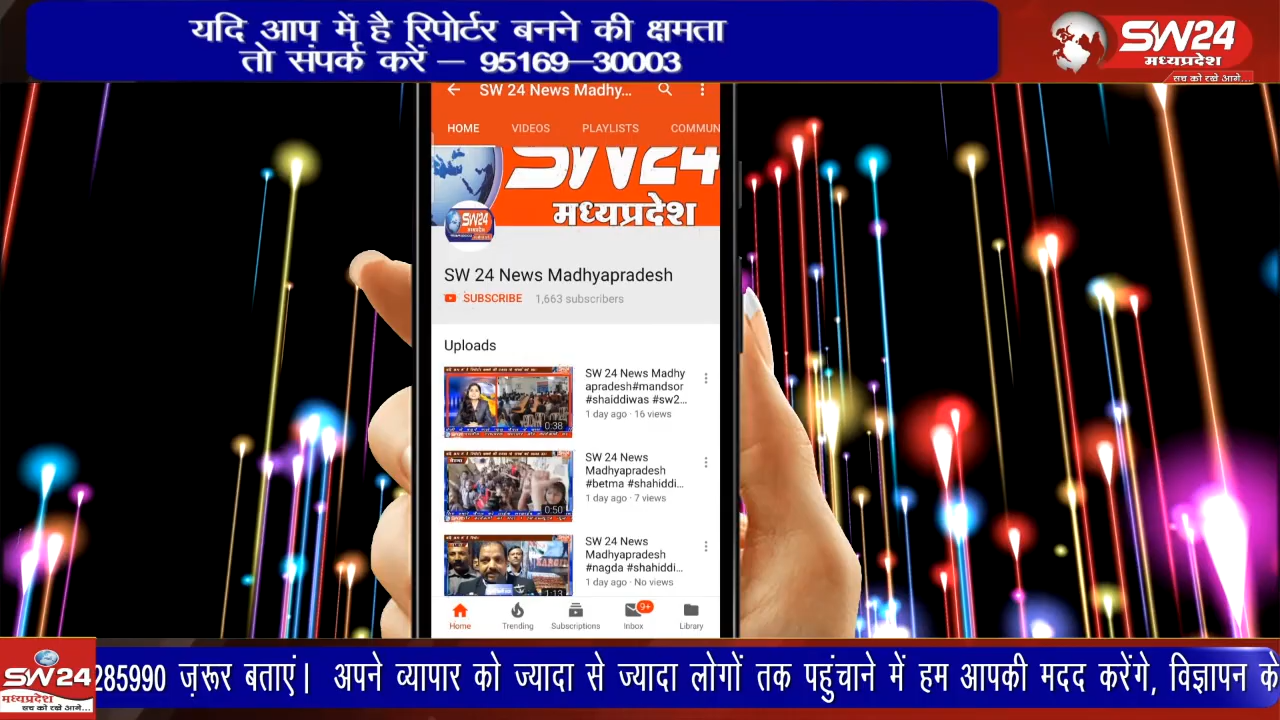 यदि आप में है रिपोर्टर बनने की क्षमता
तो संपर्क करें – 95169–30003
SW24
मध्यप्रदेश
सच को रखे आगे...
SW 24 News Madhy...
HOME VIDEOS PLAYLISTS COMMUN
SW24
मध्यप्रदेश
SW24
SW 24 News Madhyapradesh
SUBSCRIBE 1,663 subscribers
Uploads
SW 24 News Madhy
apradesh#mandsor
#shaiddiwas #sw2...
1 day ago · 16 views
0:38
SW 24 News
Madhyapradesh
#betma #shahiddi...
1 day ago · 7 views
0:50
SW 24 News
Madhyapradesh
#nagda #shahiddi...
1 day ago · No views
1:13
9+
Home Trending Subscriptions Inbox Library
SW24
मध्यप्रदेश
सच को रखे आगे...
285990 ज़रूर बताएं। अपने व्यापार को ज्यादा से ज्यादा लोगों तक पहुंचाने में हम आपकी मदद करेंगे, विज्ञापन के